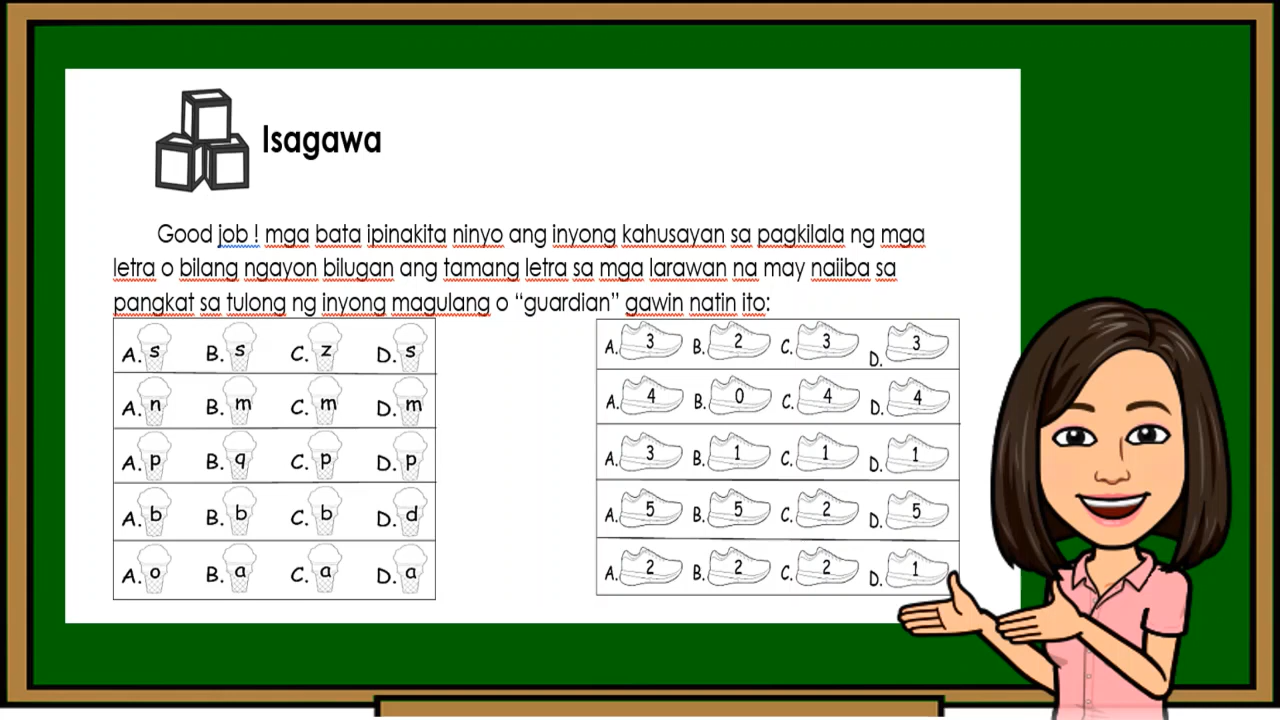 Isagawa
Good job ! mga bata ipinakita ninyo ang inyong kahusayan sa pagkilala ng mga
letra o bilang ngayon bilugan ang tamang letra sa mga larawan na may naiiba sa
pangkat sa tulong ng inyong magulang o “guardian” gawin natin ito:
A. s B. s C. z D. s
A. n B. m C. m D. m
A. p B. q C. p D. p
A. b B. b C. b D. d
A. o B. a C. a D. a
A. 3 B. 2 C. 3 D. 3
A. 4 B. 0 C. 4 D. 4
A. 3 B. 1 C. 1 D. 1
A. 5 B. 5 C. 2 D. 5
A. 2 B. 2 C. 2 D. 1